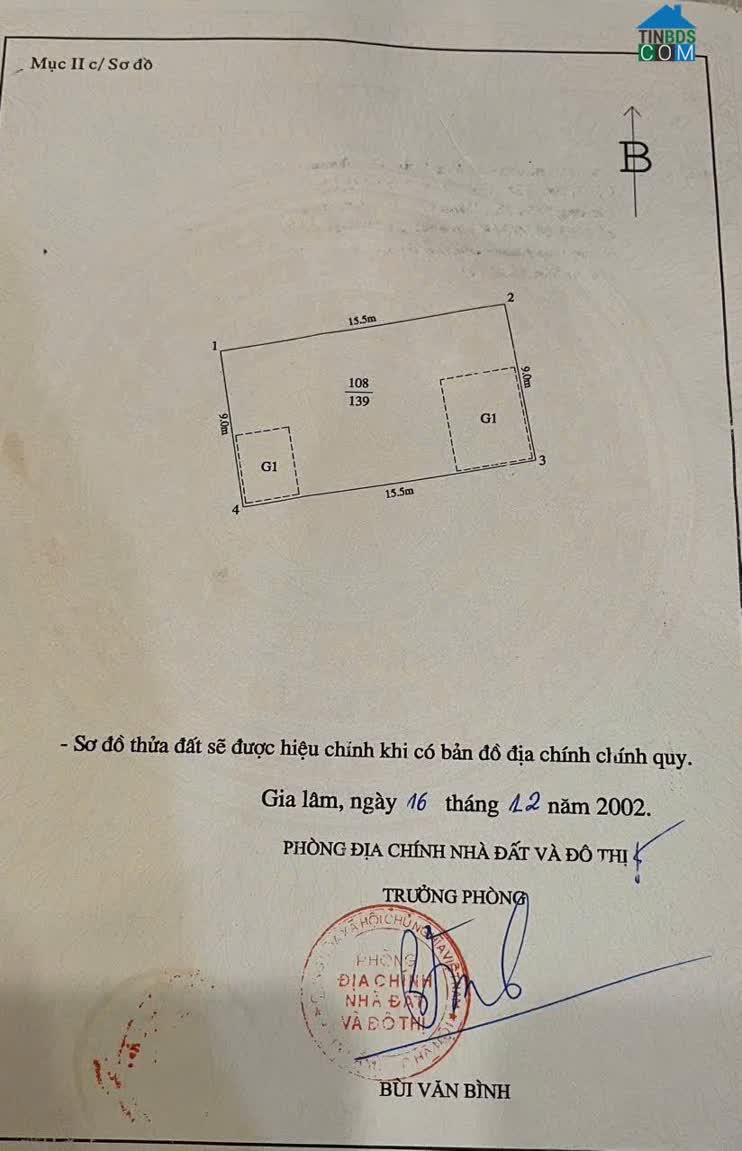 TINBDS
COM
Mục II c/ Sơ đồ
B
2
15.5m
1
108
139
9.0m
9.0m
G1
G1
3
15.5m
4
- Sơ đồ thửa đất sẽ được hiệu chỉnh khi có bản đồ địa chính chính quy.
Gia lâm, ngày 16 tháng 12 năm 2002.
PHÒNG ĐỊA CHÍNH NHÀ ĐẤT VÀ ĐÔ THỊ
TRƯỞNG PHÒNG
PHÒNG
ĐỊA CHÍNH
NHÀ ĐẤT
VÀ ĐÔ THỊ
BÙI VĂN BÌNH